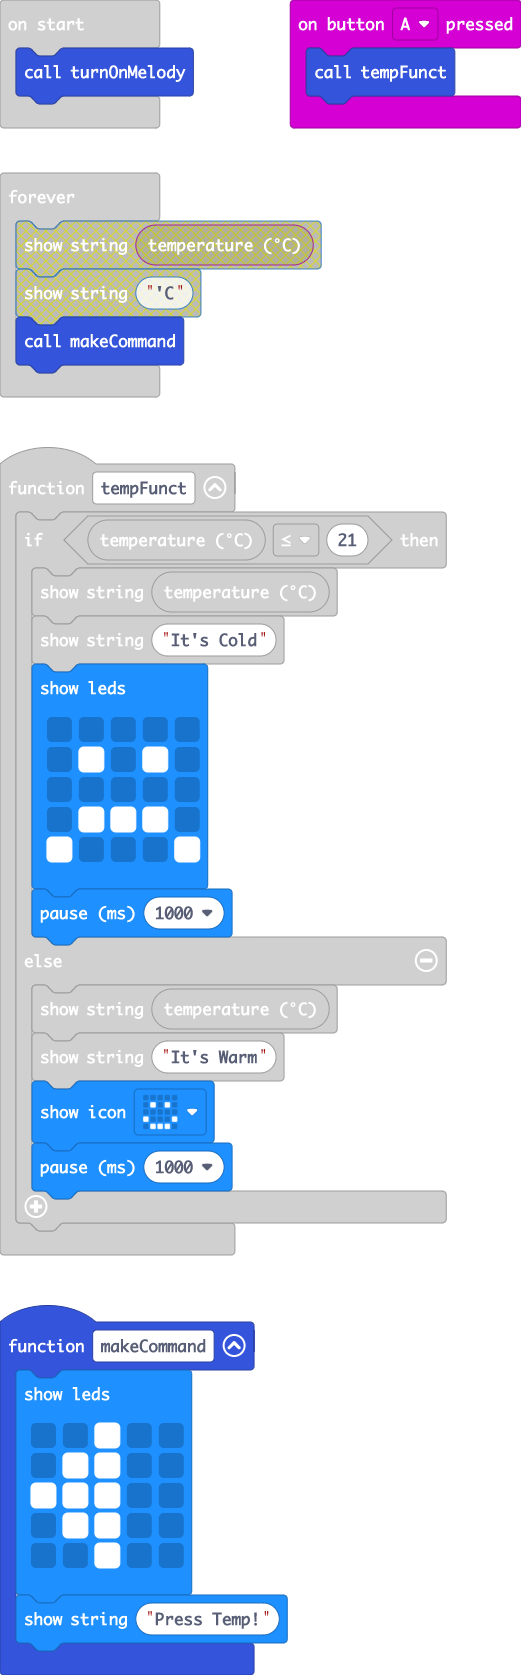 on start
call turnOnMelody
on button A pressed
call tempFunct
forever
show string temperature (°C)
show string "'C"
call makeCommand
function tempFunct
if temperature (°C) ≤ 21 then
show string temperature (°C)
show string "It's Cold"
show leds
pause (ms) 1000
else
show string temperature (°C)
show string "It's Warm"
show icon
pause (ms) 1000
function makeCommand
show leds
show string "Press Temp!"